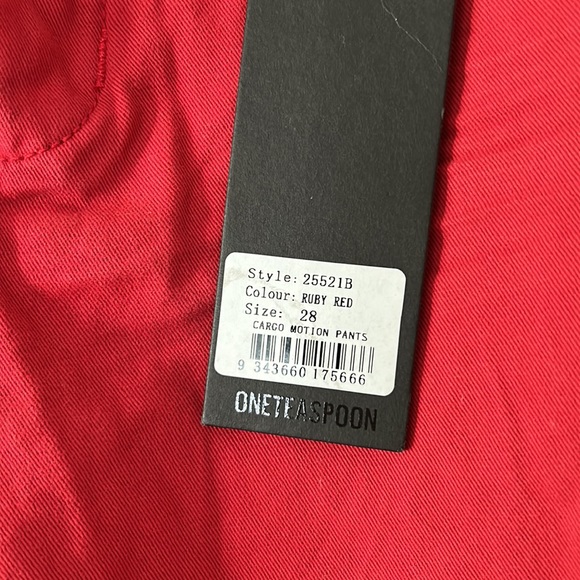 Style: 25521B
Colour: RUBY RED
Size: 28
CARGO MOTION PANTS
9 343660 175666
ONETEASPOON